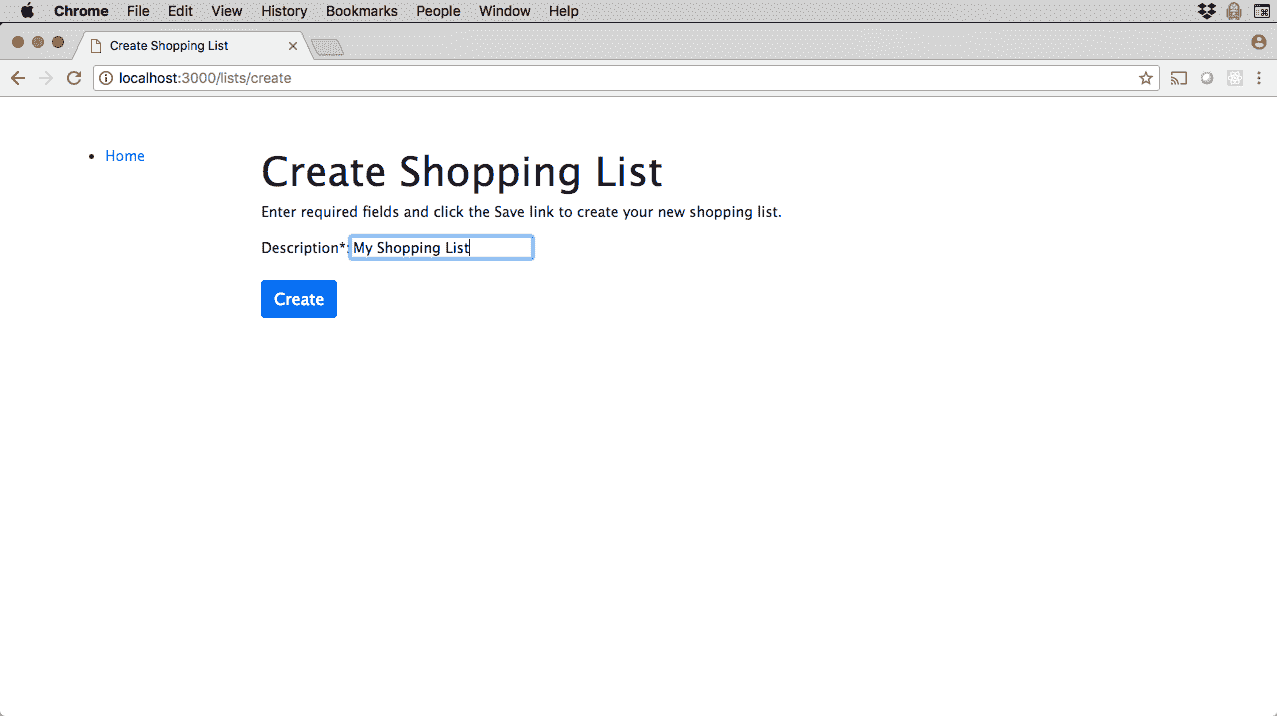 Chrome File Edit View History Bookmarks People Window Help
Create Shopping List
localhost:3000/lists/create
Home
Create Shopping List
Enter required fields and click the Save link to create your new shopping list.
Description*: My Shopping List
Create